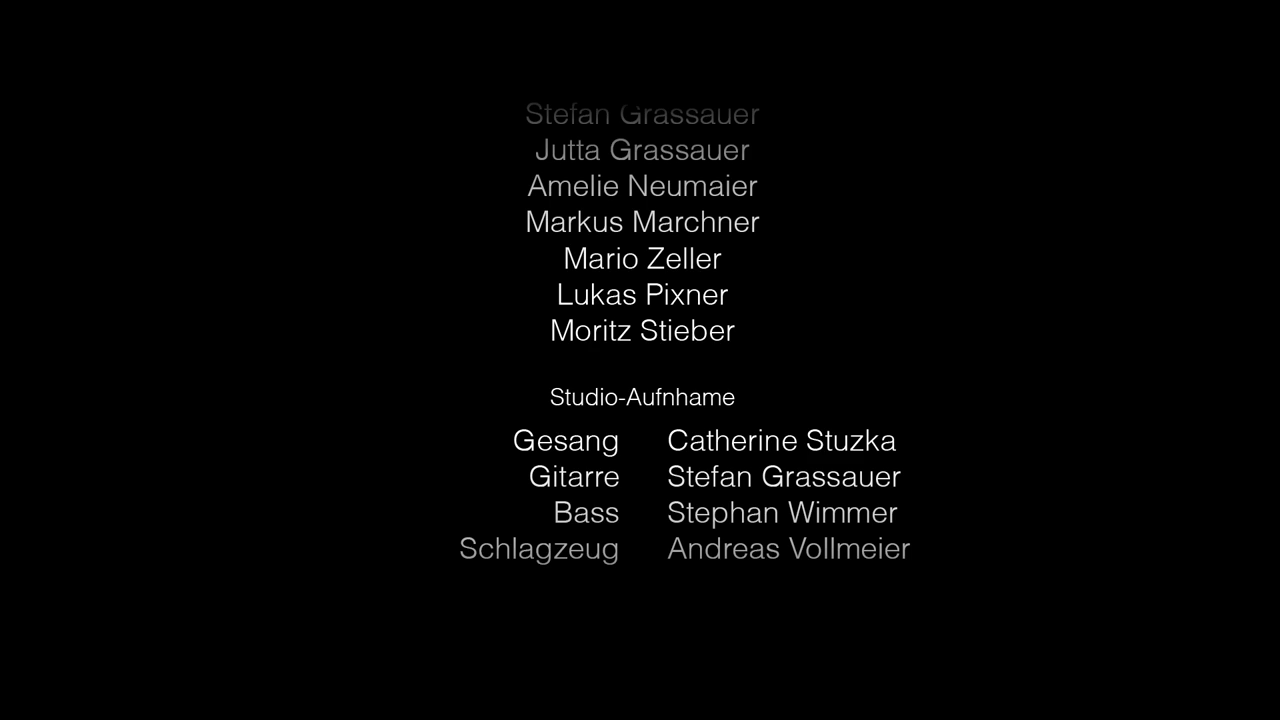 Stefan Grassauer
Jutta Grassauer
Amelie Neumaier
Markus Marchner
Mario Zeller
Lukas Pixner
Moritz Stieber
Studio-Aufnhame
Gesang Catherine Stuzka
Gitarre Stefan Grassauer
Bass Stephan Wimmer
Schlagzeug Andreas Vollmeier